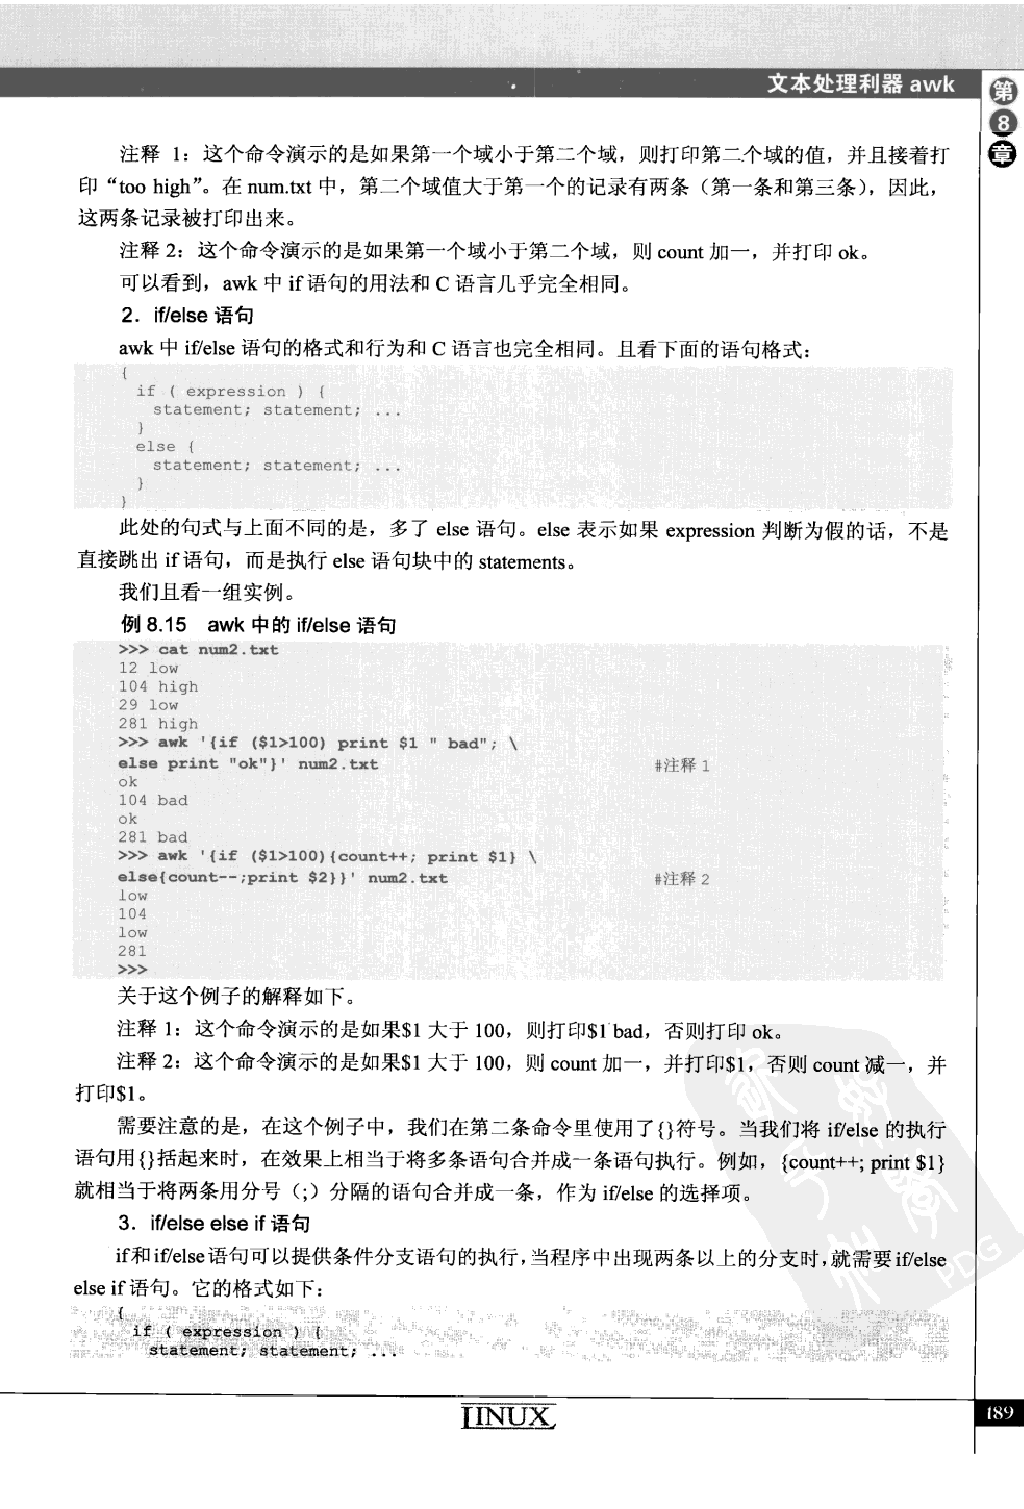 文本处理利器 awk
第
8
章
注释 1：这个命令演示的是如果第一个域小于第二个域，则打印第二个域的值，并且接着打
印“too high”。在 num.txt 中，第二个域值大于第一个的记录有两条（第一条和第三条），因此，
这两条记录被打印出来。
注释 2：这个命令演示的是如果第一个域小于第二个域，则 count 加一，并打印 ok。
可以看到，awk 中 if 语句的用法和 C 语言几乎完全相同。
2．if/else 语句
awk 中 if/else 语句的格式和行为和 C 语言也完全相同。且看下面的语句格式：
{
if ( expression ) {
statement; statement; ...
}
else {
statement; statement; ...
}
}
此处的句式与上面不同的是，多了 else 语句。else 表示如果 expression 判断为假的话，不是
直接跳出 if 语句，而是执行 else 语句块中的 statements。
我们且看一组实例。
例 8.15 awk 中的 if/else 语句
>>> cat num2.txt
12 low
104 high
29 low
281 high
>>> awk '{if ($1>100) print $1 " bad"; \
else print "ok"}' num2.txt #注释 1
ok
104 bad
ok
281 bad
>>> awk '{if ($1>100){count++; print $1} \
else{count--;print $2}}' num2.txt #注释 2
low
104
low
281
>>>
关于这个例子的解释如下。
注释 1：这个命令演示的是如果$1 大于 100，则打印$1 bad，否则打印 ok。
注释 2：这个命令演示的是如果$1 大于 100，则 count 加一，并打印$1，否则 count 减一，并
打印$1。
需要注意的是，在这个例子中，我们在第二条命令里使用了{}符号。当我们将 if/else 的执行
语句用{}括起来时，在效果上相当于将多条语句合并成一条语句执行。例如，{count++; print $1}
就相当于将两条用分号（;）分隔的语句合并成一条，作为 if/else 的选择项。
3．if/else else if 语句
if和if/else语句可以提供条件分支语句的执行，当程序中出现两条以上的分支时，就需要if/else
else if 语句。它的格式如下：
{
if ( expression ) {
statement; statement; ...
PDG
LINUX
189